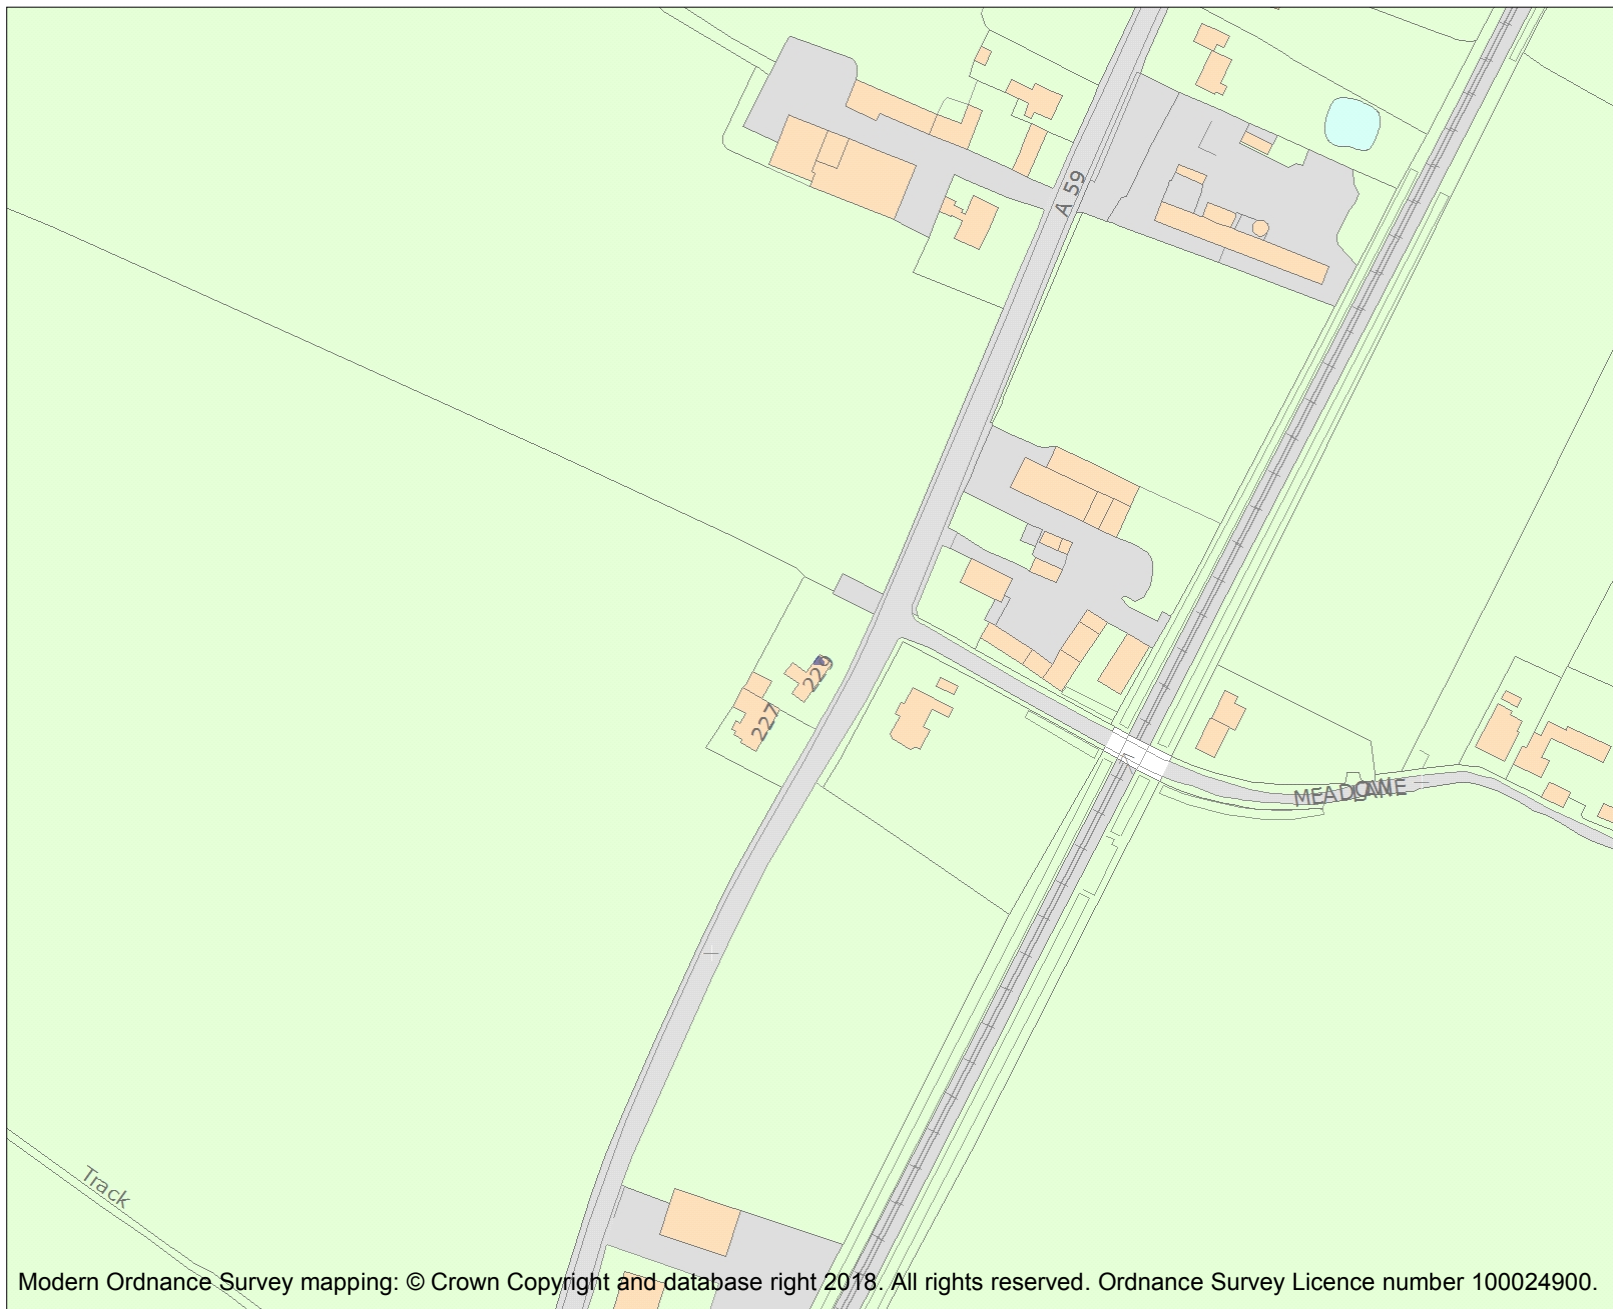 A 59
229
227
MEADOW
LANE
Track
Modern Ordnance Survey mapping: © Crown Copyright and database right 2018. All rights reserved. Ordnance Survey Licence number 100024900.